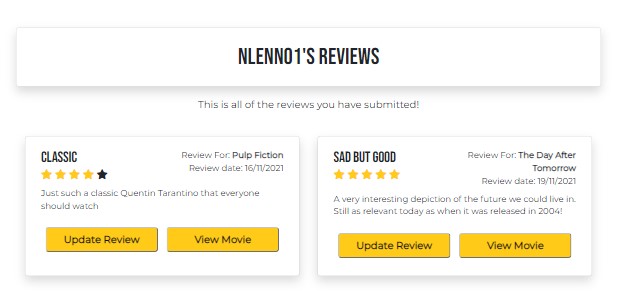 NLENNO1'S REVIEWS
This is all of the reviews you have submitted!
CLASSIC
Review For: Pulp Fiction
Review date: 16/11/2021
Just such a classic Quentin Tarantino that everyone
should watch
Update Review
View Movie
SAD BUT GOOD
Review For: The Day After
Tomorrow
Review date: 19/11/2021
A very interesting depiction of the future we could live in.
Still as relevant today as when it was released in 2004!
Update Review
View Movie